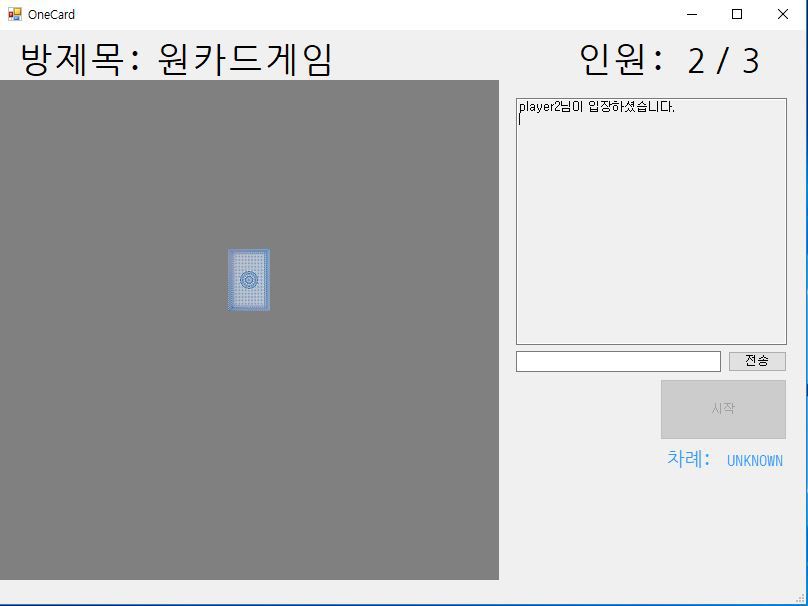 OneCard
방제목: 원카드게임
인원: 2 / 3
player2님이 입장하셨습니다.
전송
시작
차례: UNKNOWN